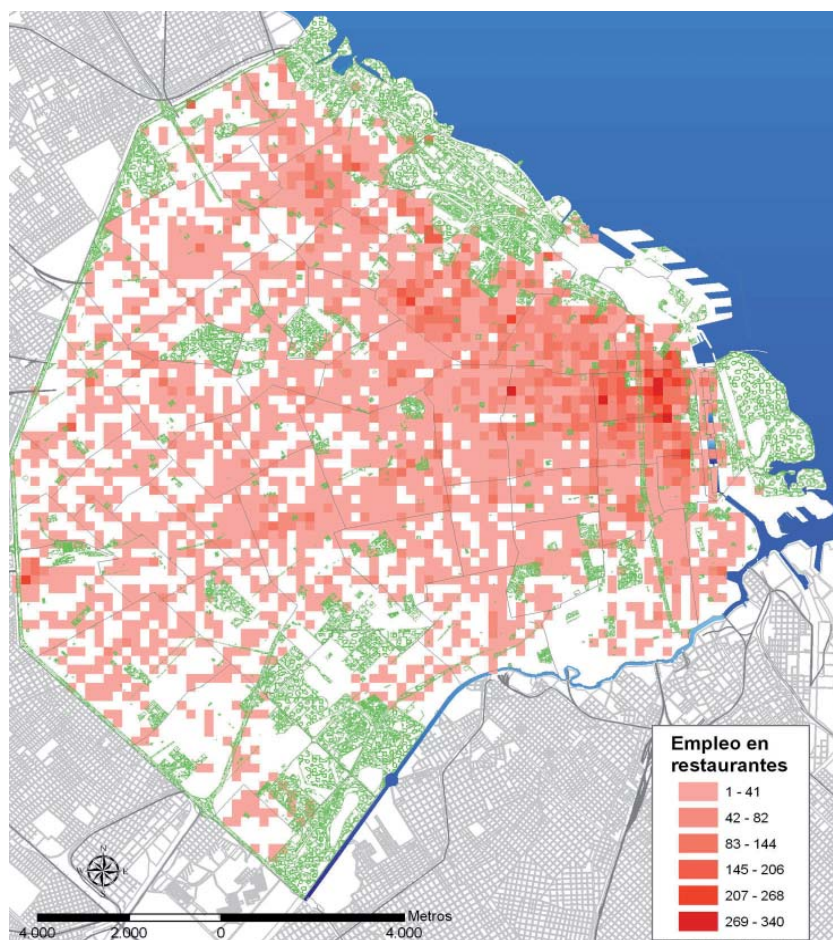 Empleo en
restaurantes
1 - 41
42 - 82
83 - 144
145 - 206
207 - 268
269 - 340
N
W E
S
Metros
4.000 2.000 0 4.000